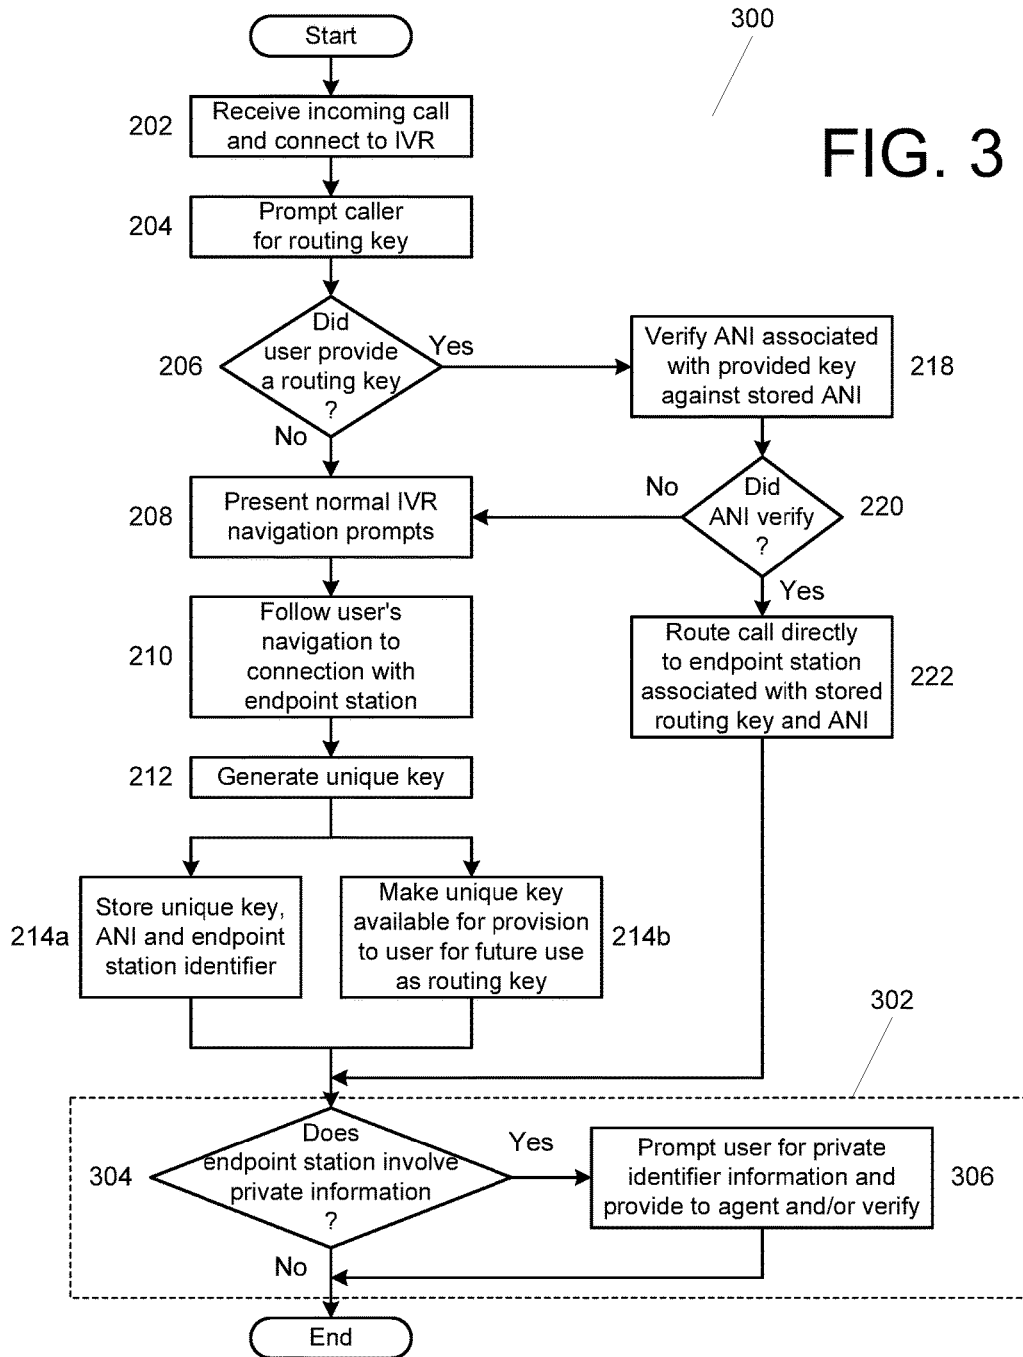 300
Start
FIG. 3
202
Receive incoming call
and connect to IVR
204
Prompt caller
for routing key
206
Did
user provide
a routing key
?
Yes
No
Verify ANI associated
with provided key
against stored ANI
218
208
Present normal IVR
navigation prompts
No
Did
ANI verify
?
220
Yes
210
Follow user's
navigation to
connection with
endpoint station
Route call directly
to endpoint station
associated with stored
routing key and ANI
222
212
Generate unique key
214a
Store unique key,
ANI and endpoint
station identifier
Make unique key
available for provision
to user for future use
as routing key
214b
302
304
Does
endpoint station involve
private information
?
Yes
No
Prompt user for private
identifier information and
provide to agent and/or verify
306
End